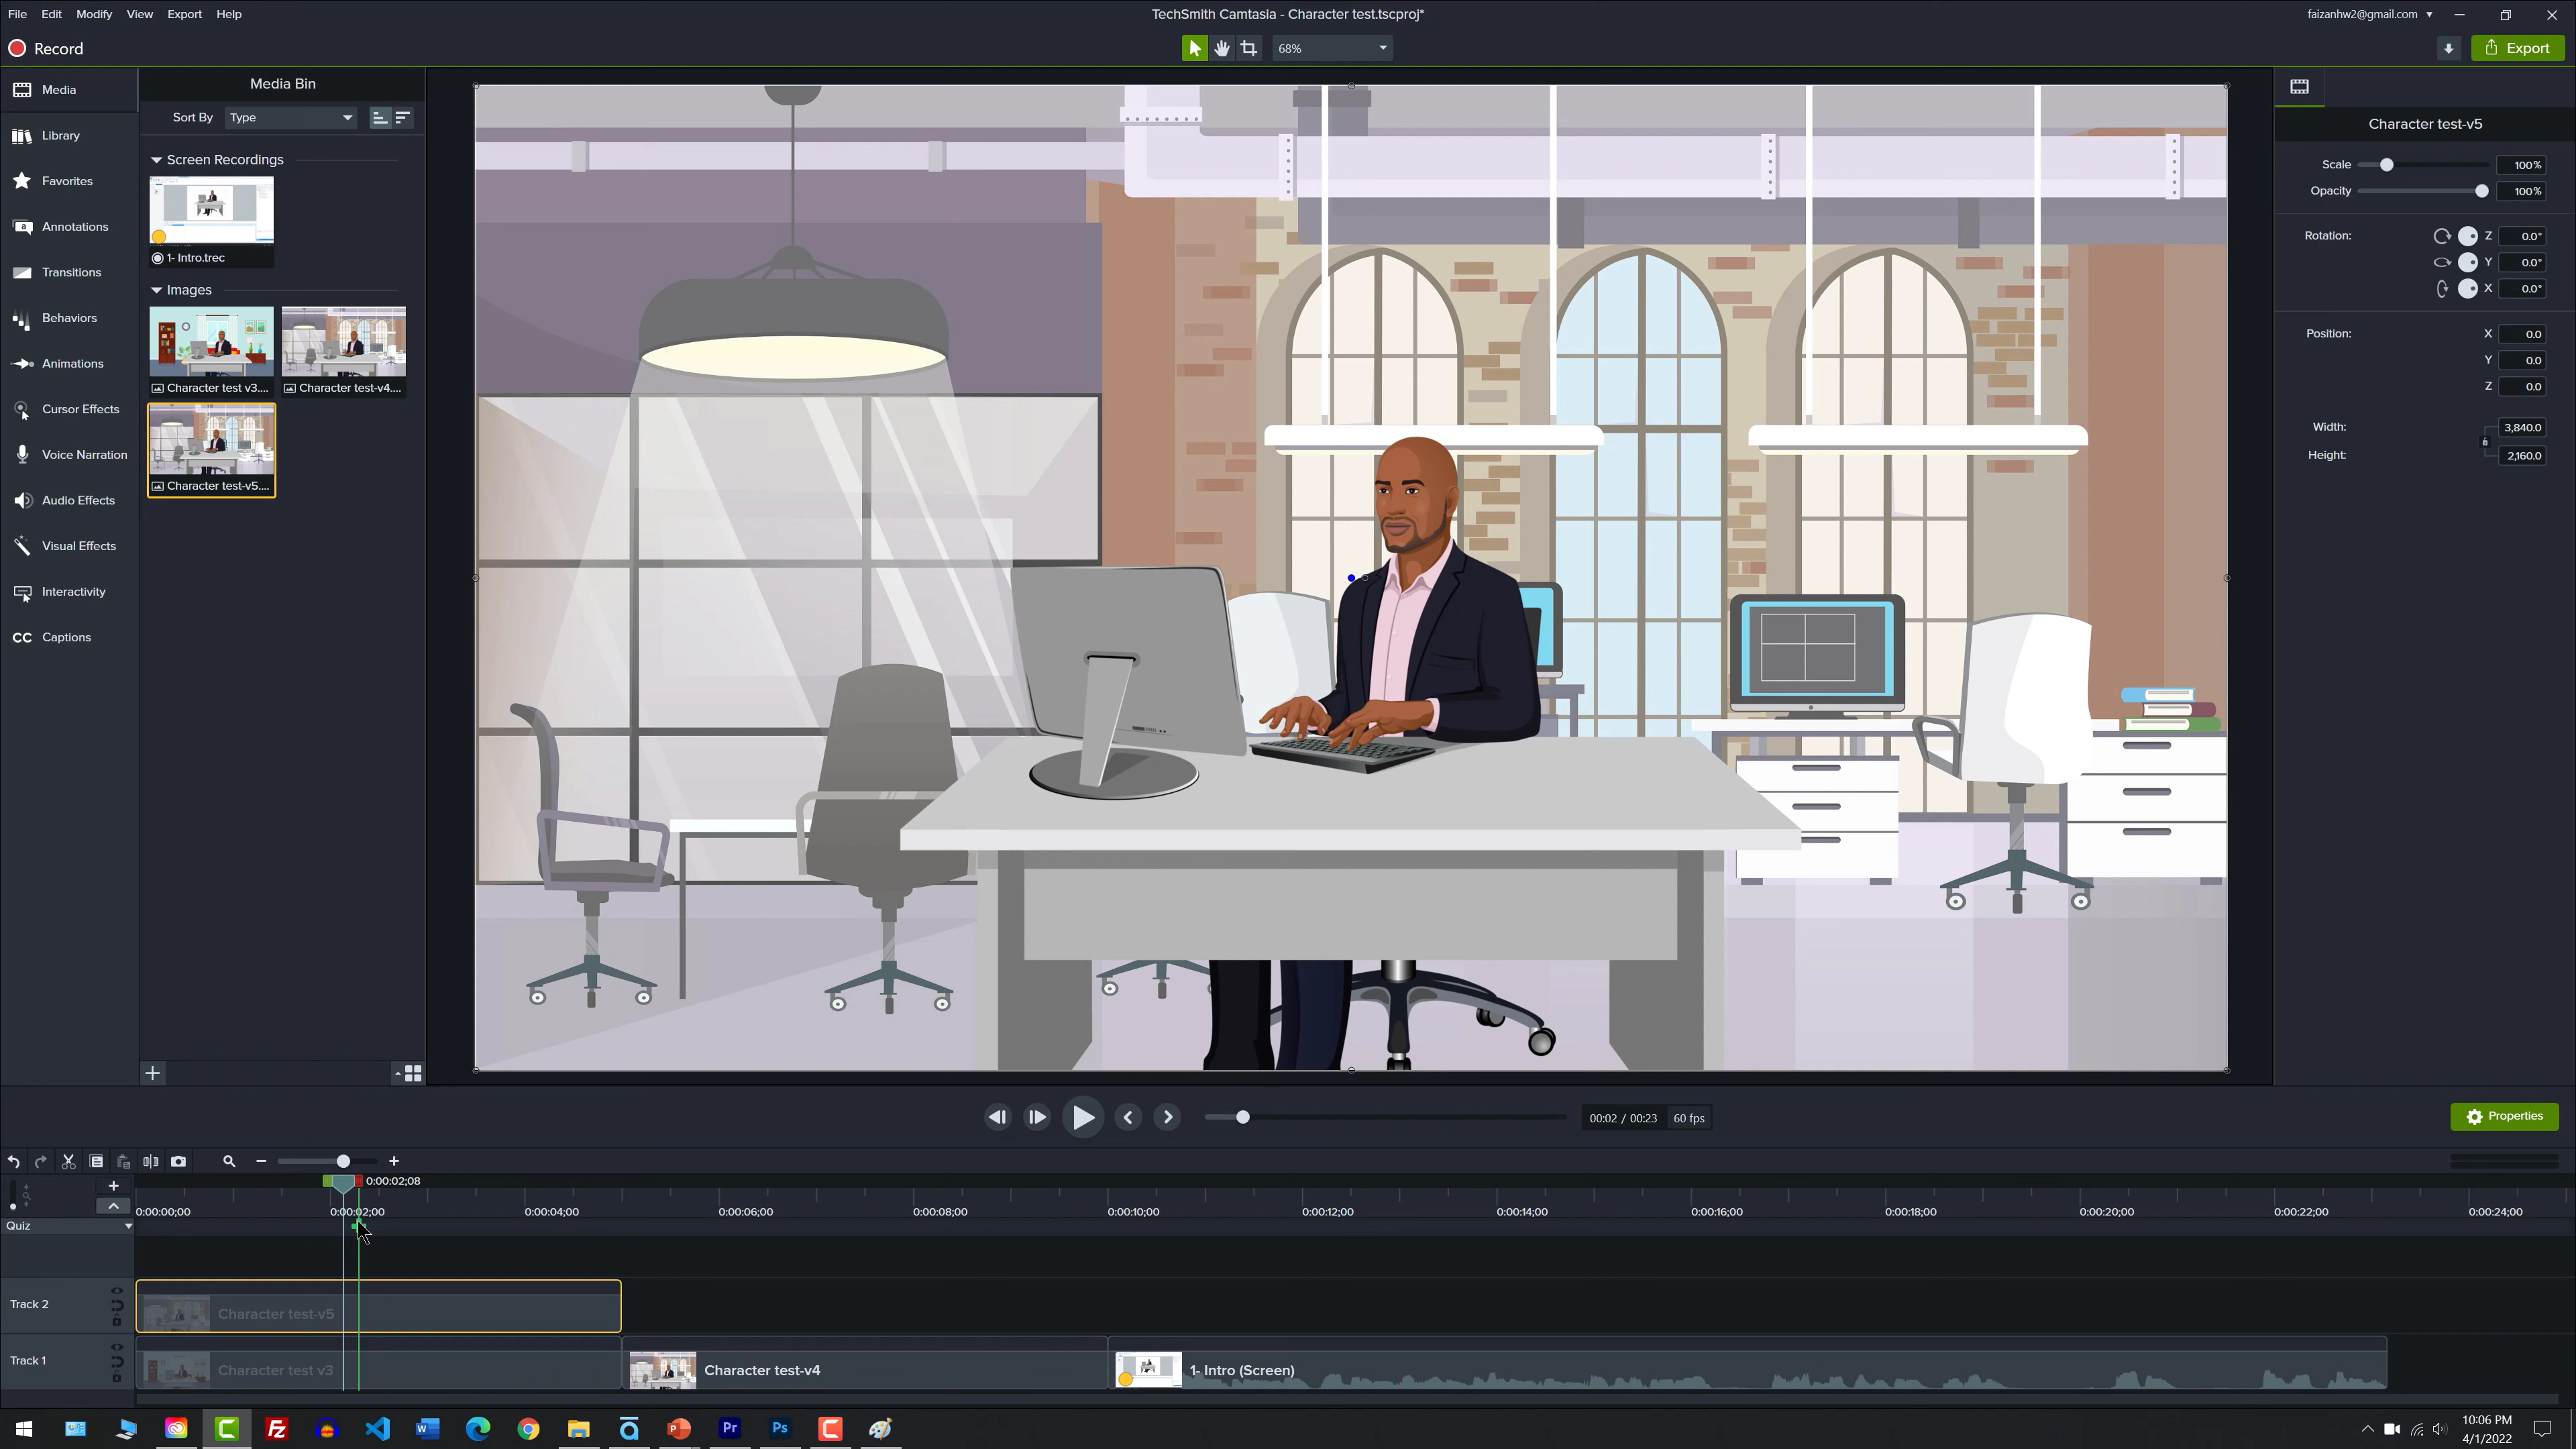 File Edit Modify View Export Help
TechSmith Camtasia - Character test.tscproj*
faizanhw2@gmail.com
Record
68%
Export
Media
Library
Favorites
Annotations
Transitions
Behaviors
Animations
Cursor Effects
Voice Narration
Audio Effects
Visual Effects
Interactivity
CC Captions
Media Bin
Sort By Type
Screen Recordings
1- Intro.trec
Images
Character test v3.... Character test-v4....
Character test-v5....
Character test-v5
Scale 100%
Opacity 100%
Rotation: Z 0.0°
Y 0.0°
X 0.0°
Position: X 0.0
Y 0.0
Z 0.0
Width: 3,840.0
Height: 2,160.0
00:02 / 00:23 60 fps
Properties
0:00:02;08
0:00:00;00 0:00:02;00 0:00:04;00 0:00:06;00 0:00:08;00 0:00:10;00 0:00:12;00 0:00:14;00 0:00:16;00 0:00:18;00 0:00:20;00 0:00:22;00 0:00:24;00
Quiz
Track 2 Character test-v5
Track 1 Character test v3 Character test-v4 1- Intro (Screen)
Fz W P Pr Ps
10:06 PM
4/1/2022